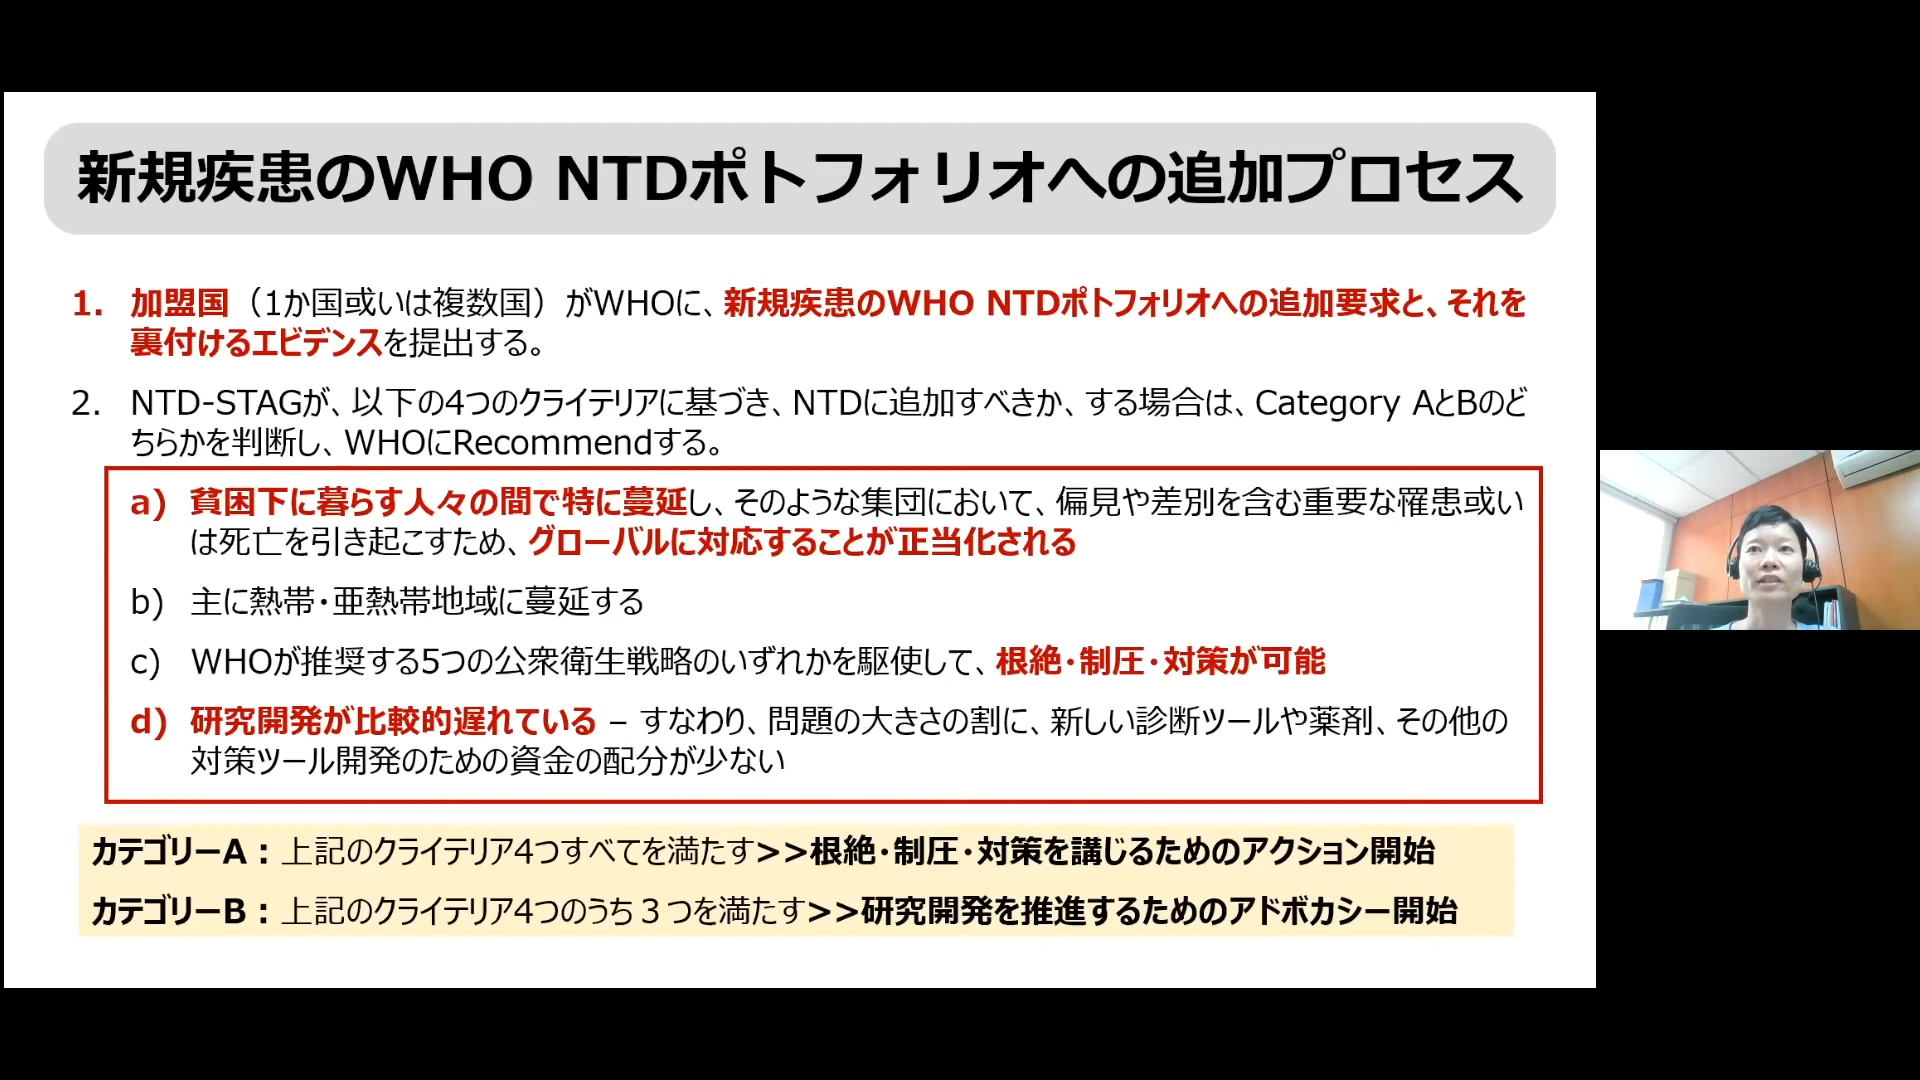 新規疾患のWHO NTDポトフォリオへの追加プロセス
1. 加盟国（1か国或いは複数国）がWHOに、新規疾患のWHO NTDポトフォリオへの追加要求と、それを
裏付けるエビデンスを提出する。
2. NTD-STAGが、以下の4つのクライテリアに基づき、NTDに追加すべきか、する場合は、Category AとBのど
ちらかを判断し、WHOにRecommendする。
a) 貧困下に暮らす人々の間で特に蔓延し、そのような集団において、偏見や差別を含む重要な罹患或い
は死亡を引き起こすため、グローバルに対応することが正当化される
b) 主に熱帯・亜熱帯地域に蔓延する
c) WHOが推奨する5つの公衆衛生戦略のいずれかを駆使して、根絶・制圧・対策が可能
d) 研究開発が比較的遅れている – すなわり、問題の大きさの割に、新しい診断ツールや薬剤、その他の
対策ツール開発のための資金の配分が少ない
カテゴリーA：上記のクライテリア4つすべてを満たす>>根絶・制圧・対策を講じるためのアクション開始
カテゴリーB：上記のクライテリア4つのうち３つを満たす>>研究開発を推進するためのアドボカシー開始